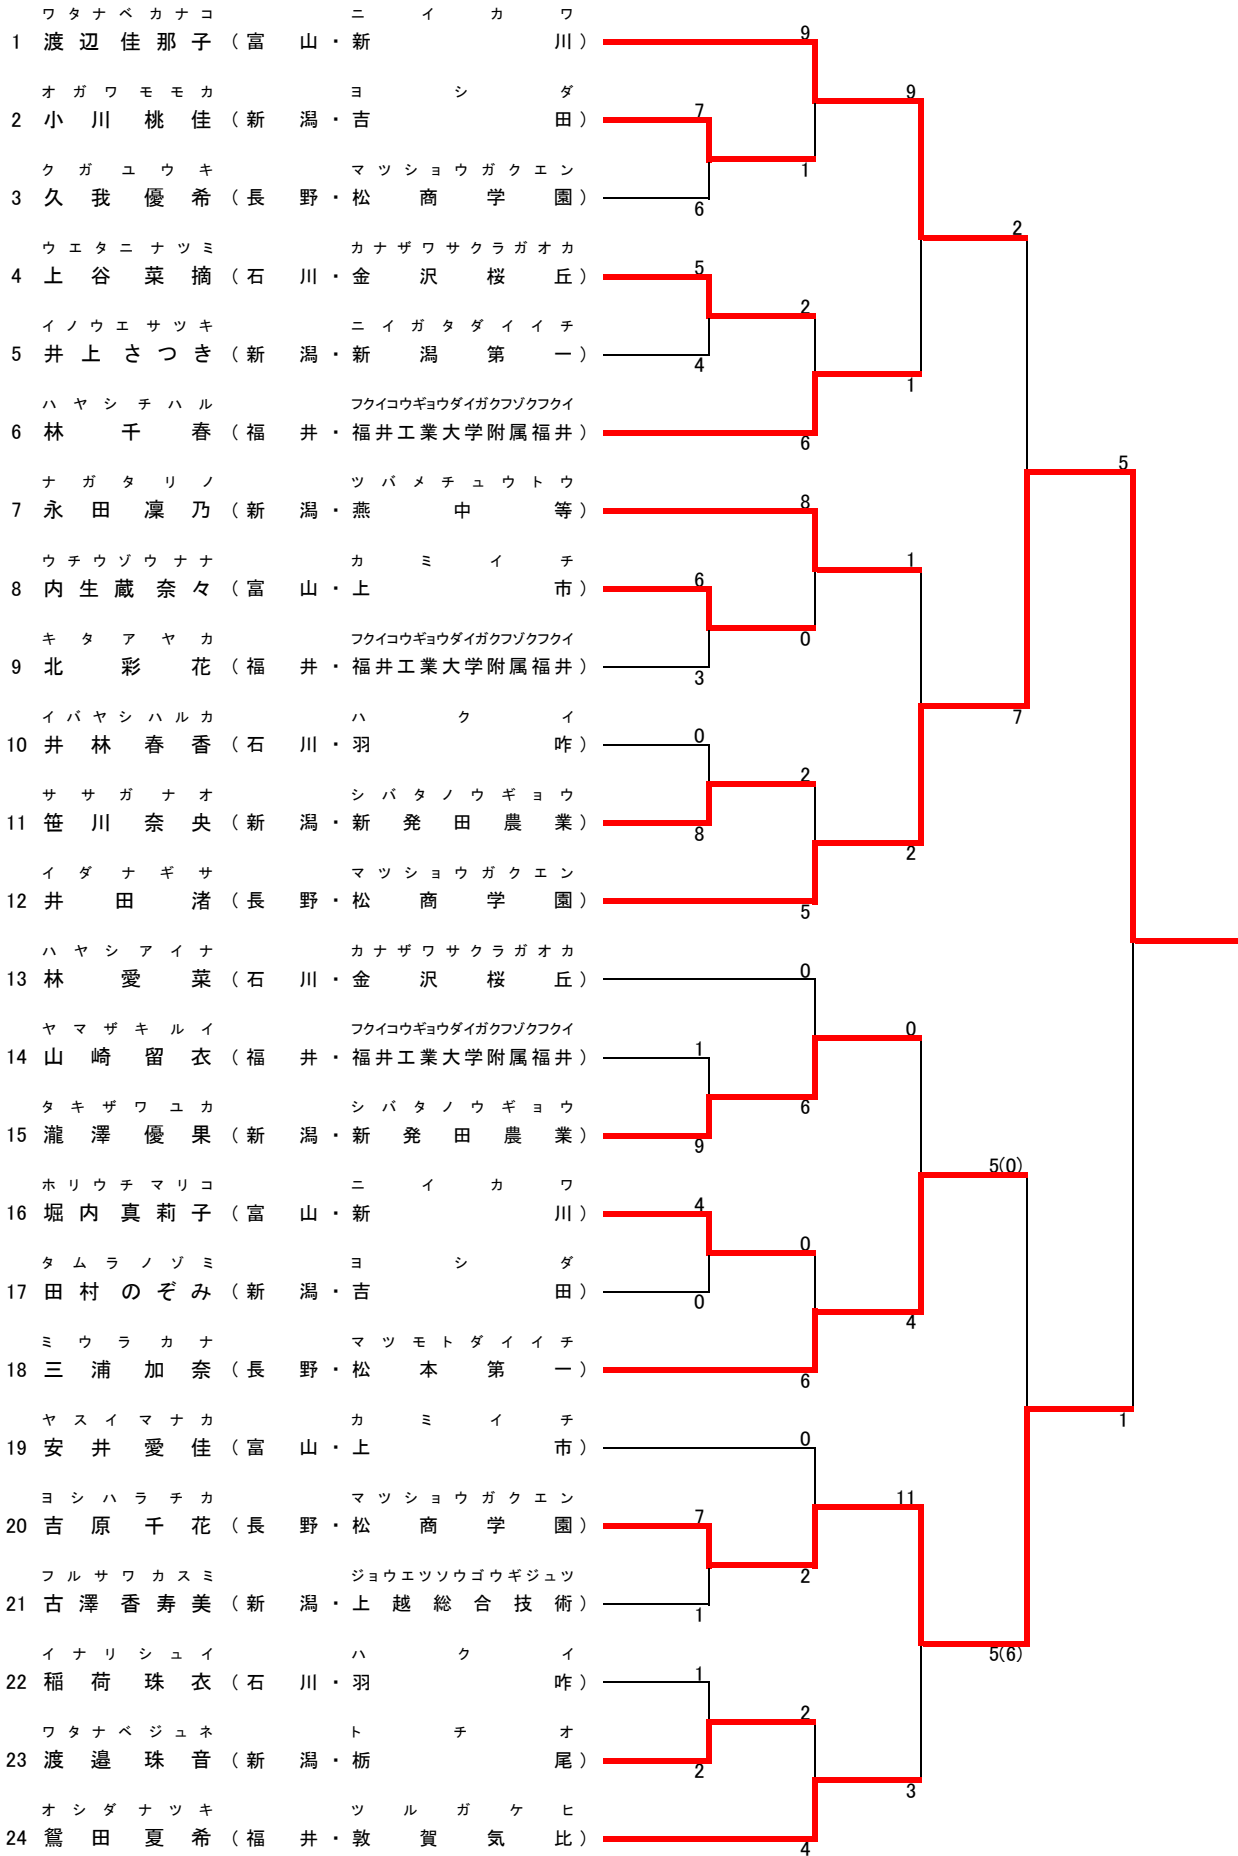 ワタナベカナコ ニイカワ
1 渡辺佳那子 (富山・新川) 9
オガワモモカ ヨシダ 9
2 小川桃佳 (新潟・吉田) 7
クガユウキ マツショウガクエン 1
3 久我優希 (長野・松商学園) 6
ウエタニナツミ カナザワサクラガオカ 2
4 上谷菜摘 (石川・金沢桜丘) 5
イノウエサツキ ニイガタダイイチ 2
5 井上さつき (新潟・新潟第一) 4
ハヤシチハル フクイコウギョウダイガクフゾクフクイ 1
6 林千春 (福井・福井工業大学附属福井) 6
ナガタリノ ツバメチュウトウ 5
7 永田凜乃 (新潟・燕中等) 8
ウチウゾウナナ カミイチ 1
8 内生蔵奈々 (富山・上市) 6
キタアヤカ フクイコウギョウダイガクフゾクフクイ 0
9 北彩花 (福井・福井工業大学附属福井) 3
イバヤシハルカ ハクイ 7
10 井林春香 (石川・羽咋) 0
ササガナオ シバタノウギョウ 2
11 笹川奈央 (新潟・新発田農業) 8
イダナギサ マツショウガクエン 2
12 井田渚 (長野・松商学園) 5
ハヤシアイナ カナザワサクラガオカ
13 林愛菜 (石川・金沢桜丘) 0
ヤマザキルイ フクイコウギョウダイガクフゾクフクイ 0
14 山崎留衣 (福井・福井工業大学附属福井) 1
タキザワユカ シバタノウギョウ 6
15 瀧澤優果 (新潟・新発田農業) 9
ホリウチマリコ ニイカワ 5(0)
16 堀内真莉子 (富山・新川) 4
タムラノゾミ ヨシダ 0
17 田村のぞみ (新潟・吉田) 0
ミウラカナ マツモトダイイチ 4
18 三浦加奈 (長野・松本第一) 6
ヤスイマナカ カミイチ 1
19 安井愛佳 (富山・上市) 0
ヨシハラチカ マツショウガクエン 11
20 吉原千花 (長野・松商学園) 7
フルサワカスミ ジョウエツソウゴウギジュツ 2
21 古澤香寿美 (新潟・上越総合技術) 1
イナリシュイ ハクイ 5(6)
22 稲荷珠衣 (石川・羽咋) 1
ワタナベジュネ トチオ 2
23 渡邉珠音 (新潟・栃尾) 2
オシダナツキ ツルガケヒ 3
24 鴛田夏希 (福井・敦賀気比) 4